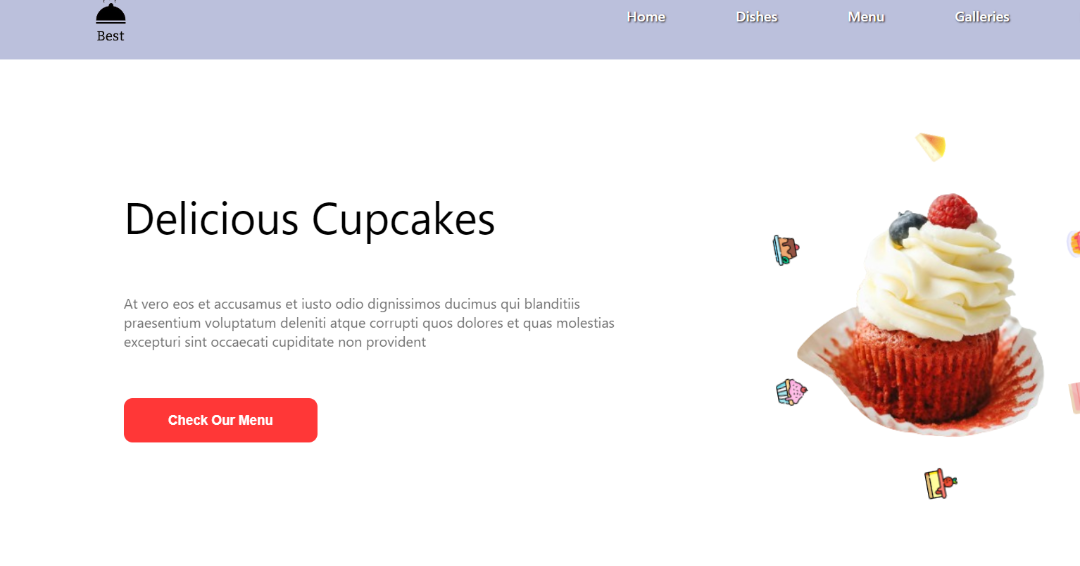 Best
Home
Dishes
Menu
Galleries
Delicious Cupcakes
At vero eos et accusamus et iusto odio dignissimos ducimus qui blanditiis
praesentium voluptatum deleniti atque corrupti quos dolores et quas molestias
excepturi sint occaecati cupiditate non provident
Check Our Menu